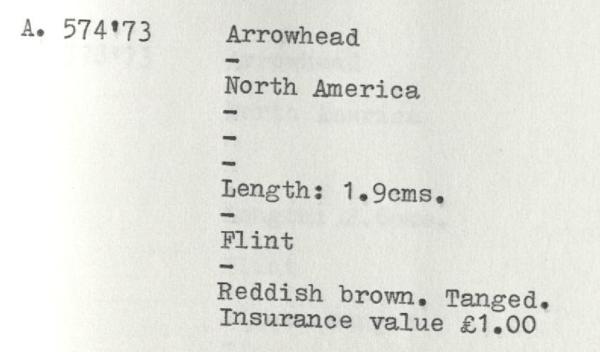 A. 574'73 Arrowhead
-
North America
-
-
-
Length: 1.9cms.
-
Flint
-
Reddish brown. Tanged.
Insurance value £1.00